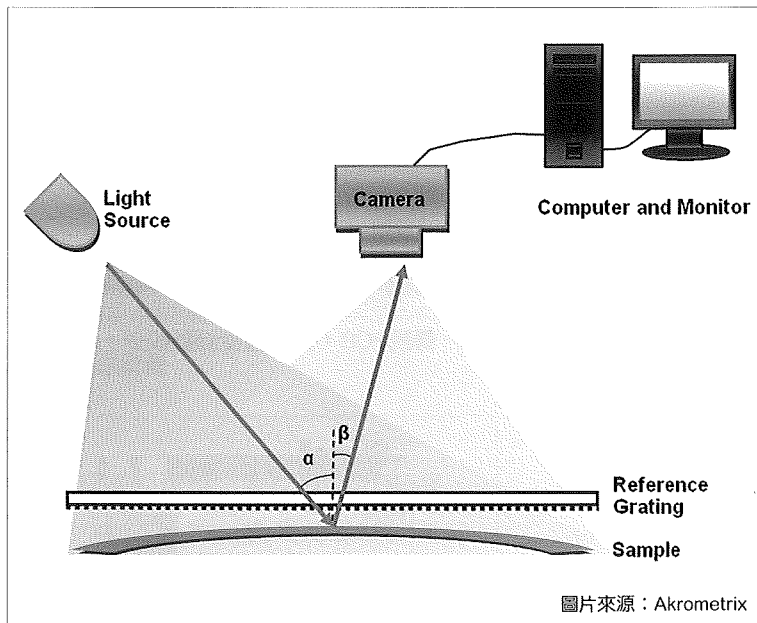 Light
Source
Camera
Computer and Monitor
α
β
Reference
Grating
Sample
圖片來源：Akrometrix